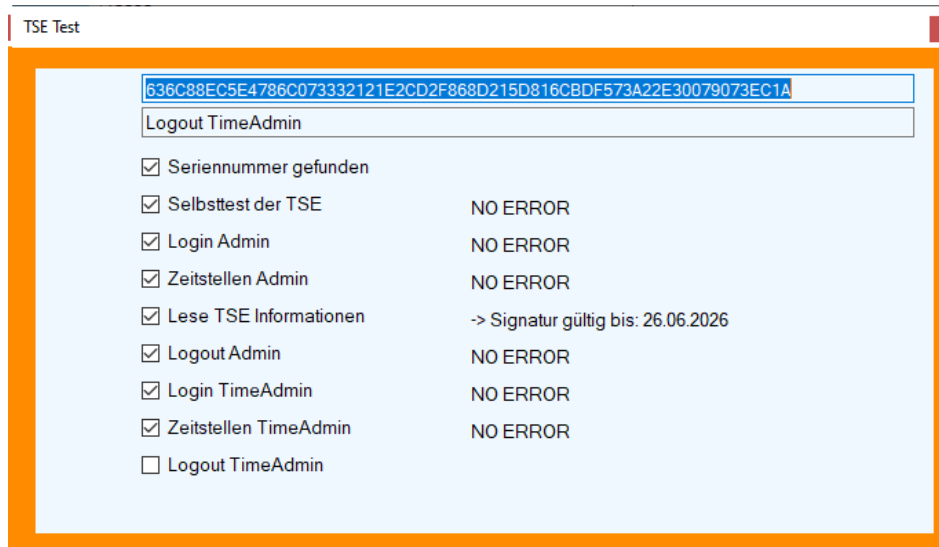 TSE Test
636C88EC5E4786C073332121E2CD2F868D215D816CBDF573A22E30079073EC1A
Logout TimeAdmin
Seriennummer gefunden
Selbsttest der TSE NO ERROR
Login Admin NO ERROR
Zeitstellen Admin NO ERROR
Lese TSE Informationen -> Signatur gültig bis: 26.06.2026
Logout Admin NO ERROR
Login TimeAdmin NO ERROR
Zeitstellen TimeAdmin NO ERROR
Logout TimeAdmin